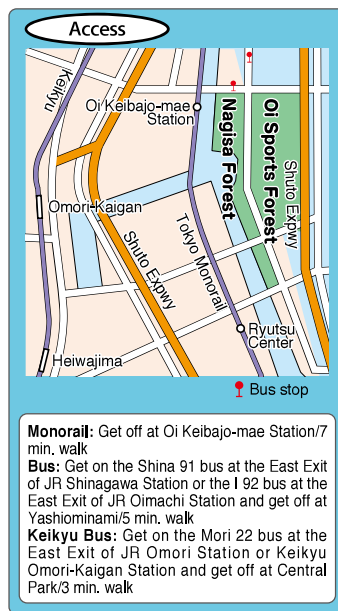 Access
Keikyu
Oi Keibajo-mae
Station
Nagisa Forest
Oi Sports Forest
Shuto Expwy
Omori-Kaigan
Tokyo Monorail
Shuto Expwy
Ryutsu
Center
Heiwajima
Bus stop
Monorail: Get off at Oi Keibajo-mae Station/7
min. walk
Bus: Get on the Shina 91 bus at the East Exit
of JR Shinagawa Station or the I 92 bus at the
East Exit of JR Oimachi Station and get off at
Yashiominami/5 min. walk
Keikyu Bus: Get on the Mori 22 bus at the
East Exit of JR Omori Station or Keikyu
Omori-Kaigan Station and get off at Central
Park/3 min. walk